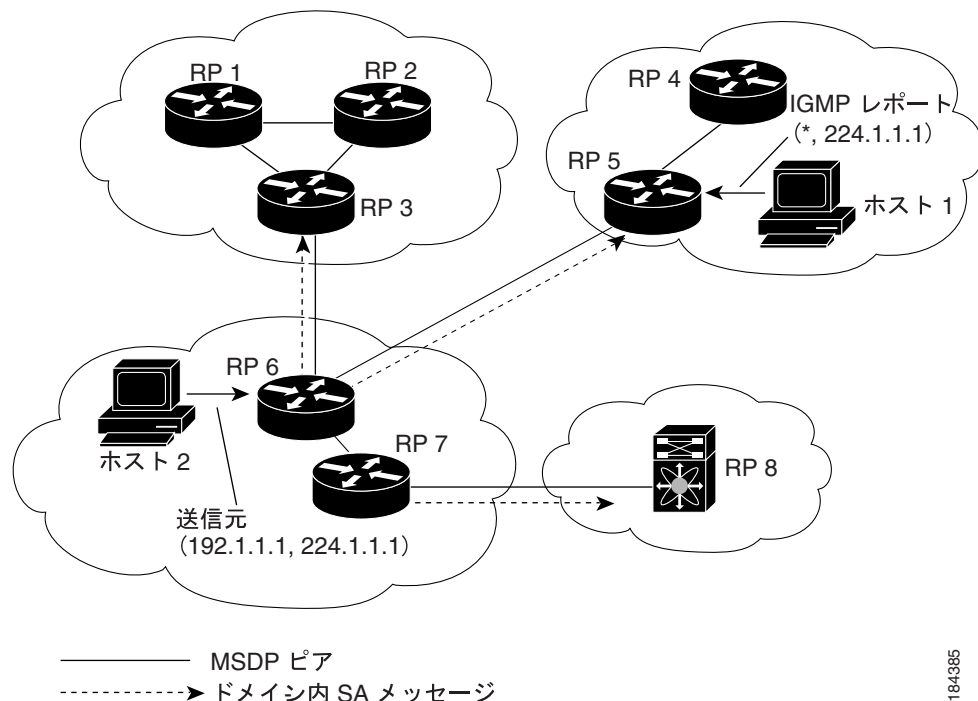 RP 1
RP 2
RP 3
RP 4
IGMP レポート
(*, 224.1.1.1)
RP 5
ホスト 1
RP 6
ホスト 2
RP 7
RP 8
送信元
(192.1.1.1, 224.1.1.1)
MSDP ピア
ドメイン内 SA メッセージ
184385